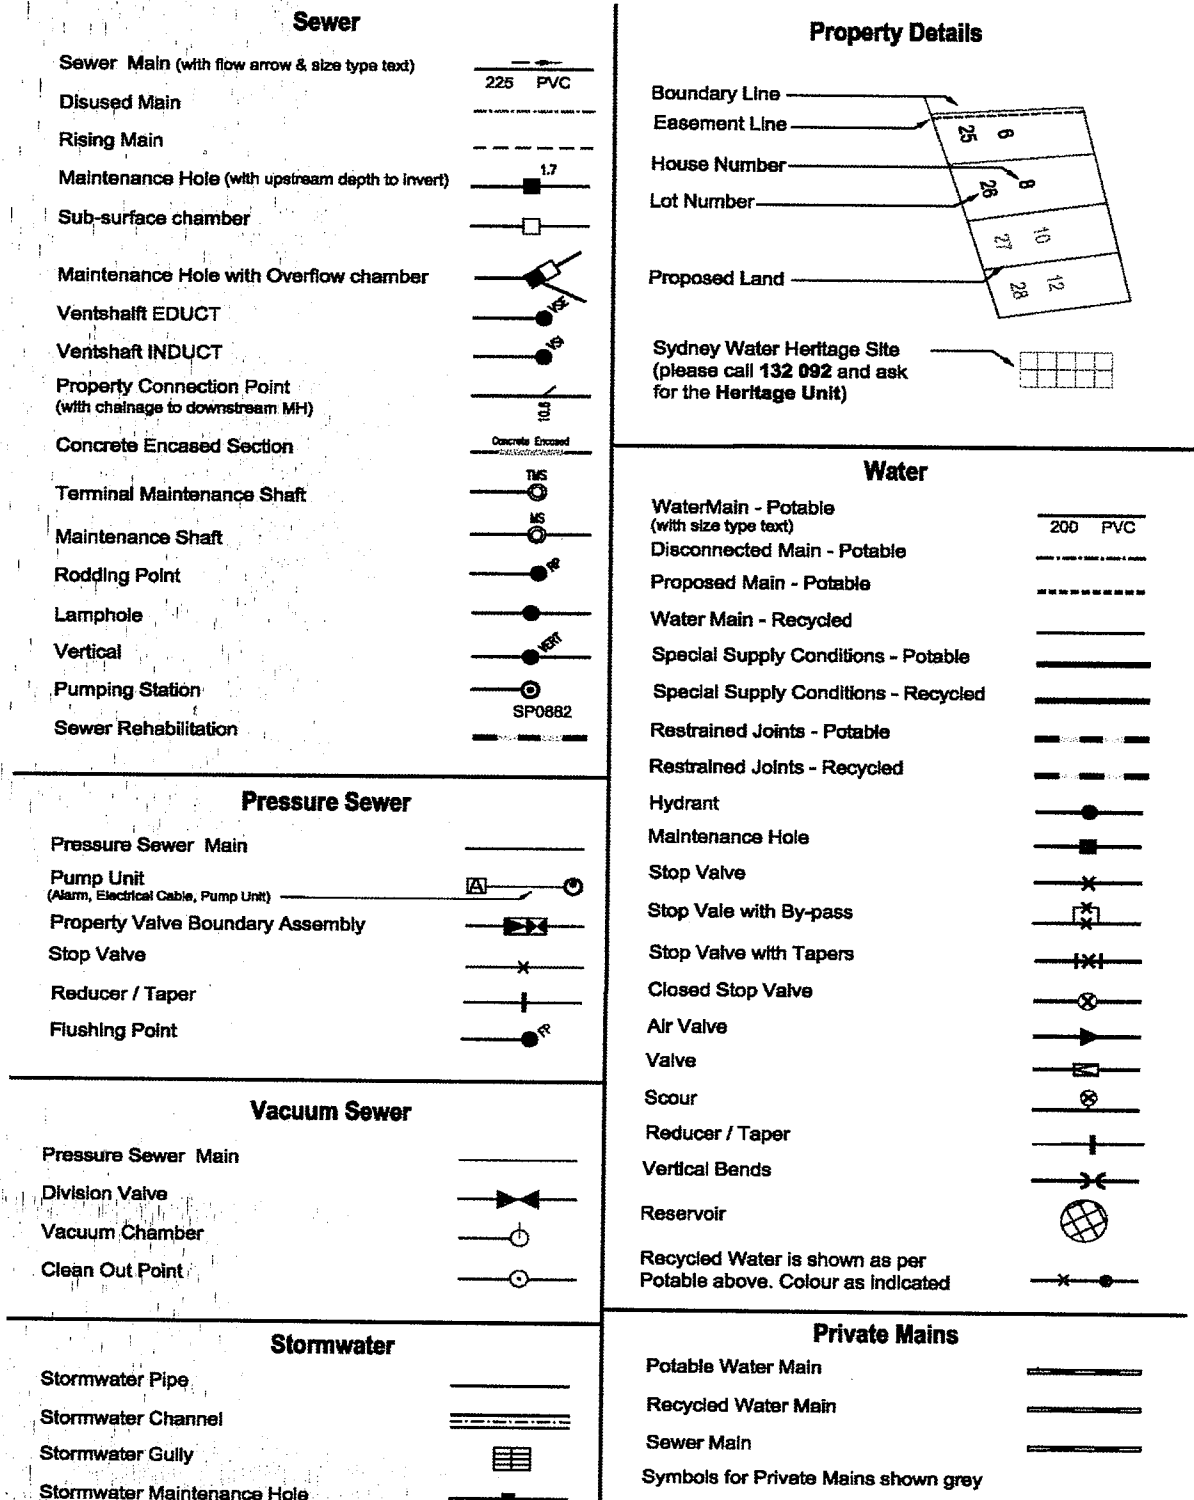 Sewer
Sewer Main (with flow arrow & size type text)
225 PVC
Disused Main
Rising Main
Maintenance Hole (with upstream depth to invert)
1.7
Sub-surface chamber
Maintenance Hole with Overflow chamber
Ventshalft EDUCT
VSE
Ventshaft INDUCT
VSI
Property Connection Point
(with chainage to downstream MH)
10.6
Concrete Encased Section
Concrete Encased
Terminal Maintenance Shaft
TMS
Maintenance Shaft
MS
Rodding Point
RP
Lamphole
Vertical
VERT
Pumping Station
SP0882
Sewer Rehabilitation
Pressure Sewer
Pressure Sewer Main
Pump Unit
(Alarm, Electrical Cable, Pump Unit)
A
Property Valve Boundary Assembly
Stop Valve
Reducer / Taper
Flushing Point
FP
Vacuum Sewer
Pressure Sewer Main
Division Valve
Vacuum Chamber
Clean Out Point
Stormwater
Stormwater Pipe
Stormwater Channel
Stormwater Gully
Stormwater Maintenance Hole
Property Details
Boundary Line
Easement Line
House Number
Lot Number
Proposed Land
25 6
26 8
27 10
28 12
Sydney Water Heritage Site
(please call 132 092 and ask
for the Heritage Unit)
Water
WaterMain - Potable
(with size type text)
200 PVC
Disconnected Main - Potable
Proposed Main - Potable
Water Main - Recycled
Special Supply Conditions - Potable
Special Supply Conditions - Recycled
Restrained Joints - Potable
Restrained Joints - Recycled
Hydrant
Maintenance Hole
Stop Valve
Stop Vale with By-pass
Stop Valve with Tapers
Closed Stop Valve
Air Valve
Valve
Scour
Reducer / Taper
Vertical Bends
Reservoir
Recycled Water is shown as per
Potable above. Colour as indicated
Private Mains
Potable Water Main
Recycled Water Main
Sewer Main
Symbols for Private Mains shown grey